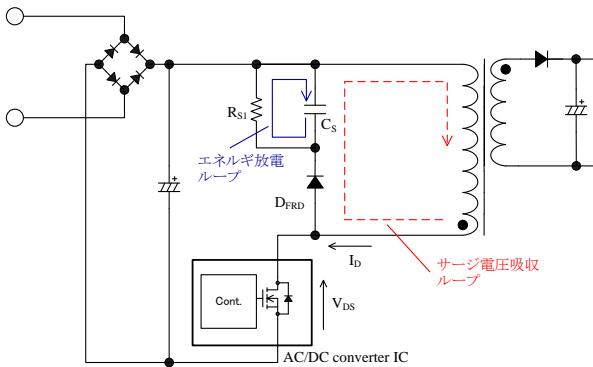 R_S1
C_S
エネルギ放電
ループ
+
+
D_FRD
I_D
サージ電圧吸収
ループ
Cont.
V_DS
AC/DC converter IC